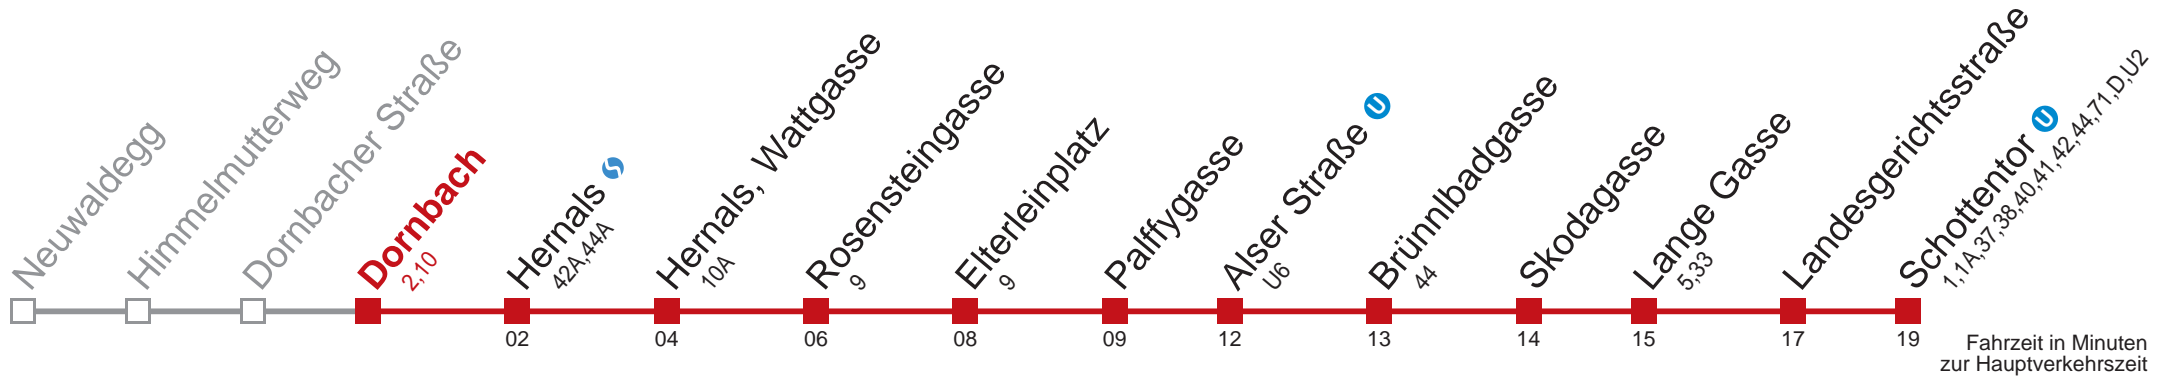 Neuwaldegg
Himmelmutterweg
Dornbacher Straße
Dornbach
2,10
Hernals
42A,44A
Hernals, Wattgasse
10A
Rosensteingasse
9
Elterleinplatz
9
Palffygasse
Alser Straße U
U6
Brünnlbadgasse
44
Skodagasse
Lange Gasse
5,33
Landesgerichtsstraße
Schottentor U
1,1A,37,38,40,41,42,44,71,D,U2
02 04 06 08 09 12 13 14 15 17 19
Fahrzeit in Minuten
zur Hauptverkehrszeit